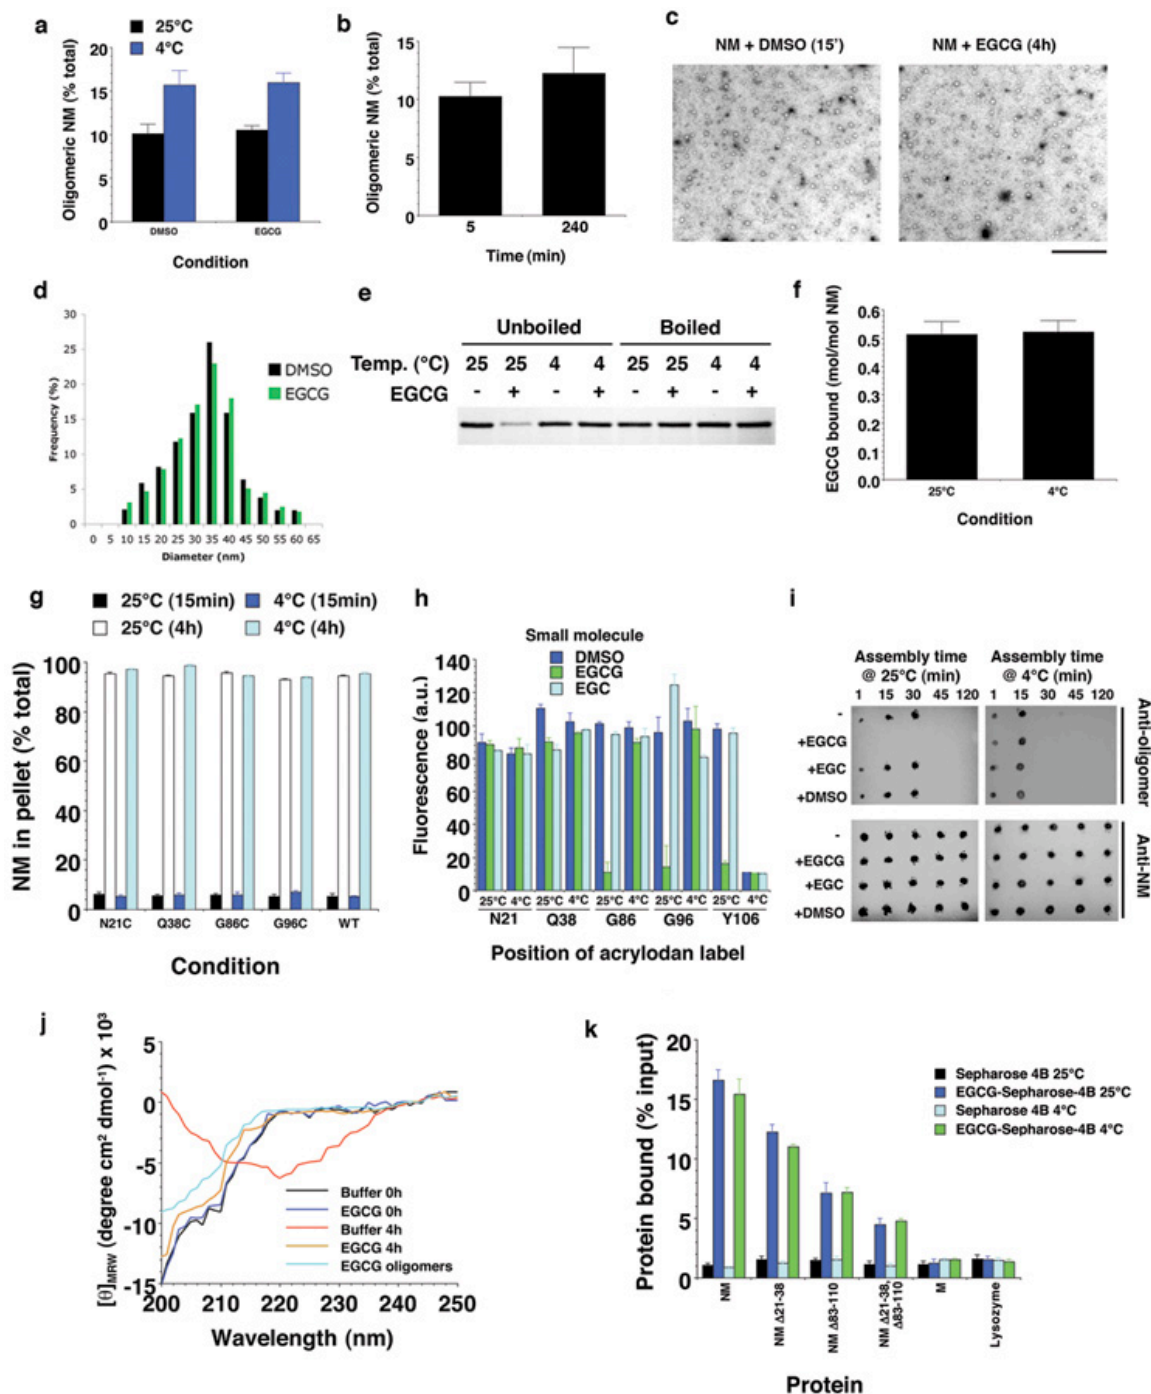 a
25°C
4°C
Oligomeric NM (% total)
20
15
10
5
0
DMSO EGCG
Condition
b
Oligomeric NM (% total)
15
10
5
0
5 240
Time (min)
c
NM + DMSO (15')
NM + EGCG (4h)
d
Frequency (%)
30
25
20
15
10
5
0
DMSO
EGCG
0 5 10 15 20 25 30 35 40 45 50 55 60 65
Diameter (nm)
e
Unboiled Boiled
Temp. (°C) 25 25 4 4 25 25 4 4
EGCG - + - + - + - +
f
EGCG bound (mol/mol NM)
0.6
0.5
0.4
0.3
0.2
0.1
0.0
25°C 4°C
Condition
g
25°C (15min) 4°C (15min)
25°C (4h) 4°C (4h)
NM in pellet (% total)
100
80
60
40
20
0
N21C Q38C G86C G96C WT
Condition
h
Small molecule
DMSO
EGCG
EGC
Fluorescence (a.u.)
140
120
100
80
60
40
20
0
25°C 4°C 25°C 4°C 25°C 4°C 25°C 4°C 25°C 4°C
N21 Q38 G86 G96 Y106
Position of acrylodan label
i
Assembly time @ 25°C (min)
Assembly time @ 4°C (min)
1 15 30 45 120
1 15 30 45 120
-
+EGCG
+EGC
+DMSO
Anti-oligomer
-
+EGCG
+EGC
+DMSO
Anti-NM
j
[θ]MRW (degree cm² dmol⁻¹) x 10³
5
0
-5
-10
-15
Buffer 0h
EGCG 0h
Buffer 4h
EGCG 4h
EGCG oligomers
200 210 220 230 240 250
Wavelength (nm)
k
Protein bound (% input)
20
15
10
5
0
Sepharose 4B 25°C
EGCG-Sepharose-4B 25°C
Sepharose 4B 4°C
EGCG-Sepharose-4B 4°C
NM
NM Δ21-38
NM Δ83-110
NM Δ21-38,
Δ83-110
M
Lysozyme
Protein